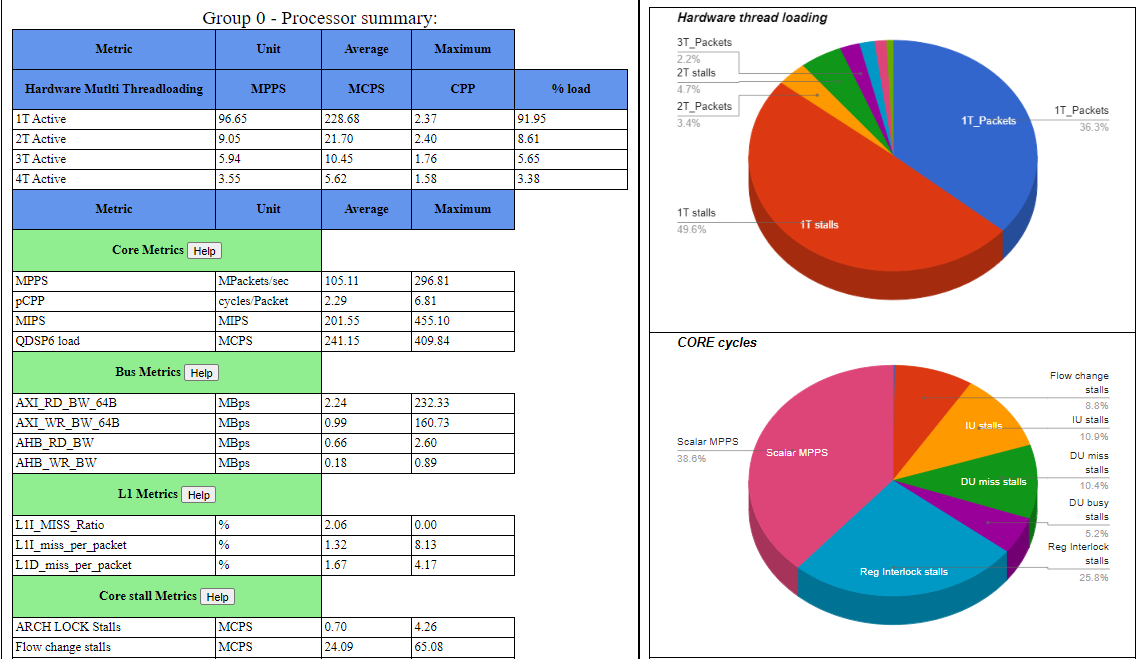 Group 0 - Processor summary:
Metric Unit Average Maximum
Hardware Mutlti Threadloading MPPS MCPS CPP % load
1T Active 96.65 228.68 2.37 91.95
2T Active 9.05 21.70 2.40 8.61
3T Active 5.94 10.45 1.76 5.65
4T Active 3.55 5.62 1.58 3.38
Metric Unit Average Maximum
Core Metrics Help
MPPS MPackets/sec 105.11 296.81
pCPP cycles/Packet 2.29 6.81
MIPS MIPS 201.55 455.10
QDSP6 load MCPS 241.15 409.84
Bus Metrics Help
AXI_RD_BW_64B MBps 2.24 232.33
AXI_WR_BW_64B MBps 0.99 160.73
AHB_RD_BW MBps 0.66 2.60
AHB_WR_BW MBps 0.18 0.89
L1 Metrics Help
L1I_MISS_Ratio % 2.06 0.00
L1I_miss_per_packet % 1.32 8.13
L1D_miss_per_packet % 1.67 4.17
Core stall Metrics Help
ARCH LOCK Stalls MCPS 0.70 4.26
Flow change stalls MCPS 24.09 65.08
Hardware thread loading
3T_Packets
2.2%
2T stalls
4.7%
2T_Packets
3.4%
1T stalls
49.6%
1T_Packets
1T stalls
1T_Packets
36.3%
CORE cycles
Scalar MPPS
38.6%
Scalar MPPS
IU stalls
DU miss stalls
Reg Interlock stalls
Flow change
stalls
8.8%
IU stalls
10.9%
DU miss
stalls
10.4%
DU busy
stalls
5.2%
Reg Interlock
stalls
25.8%